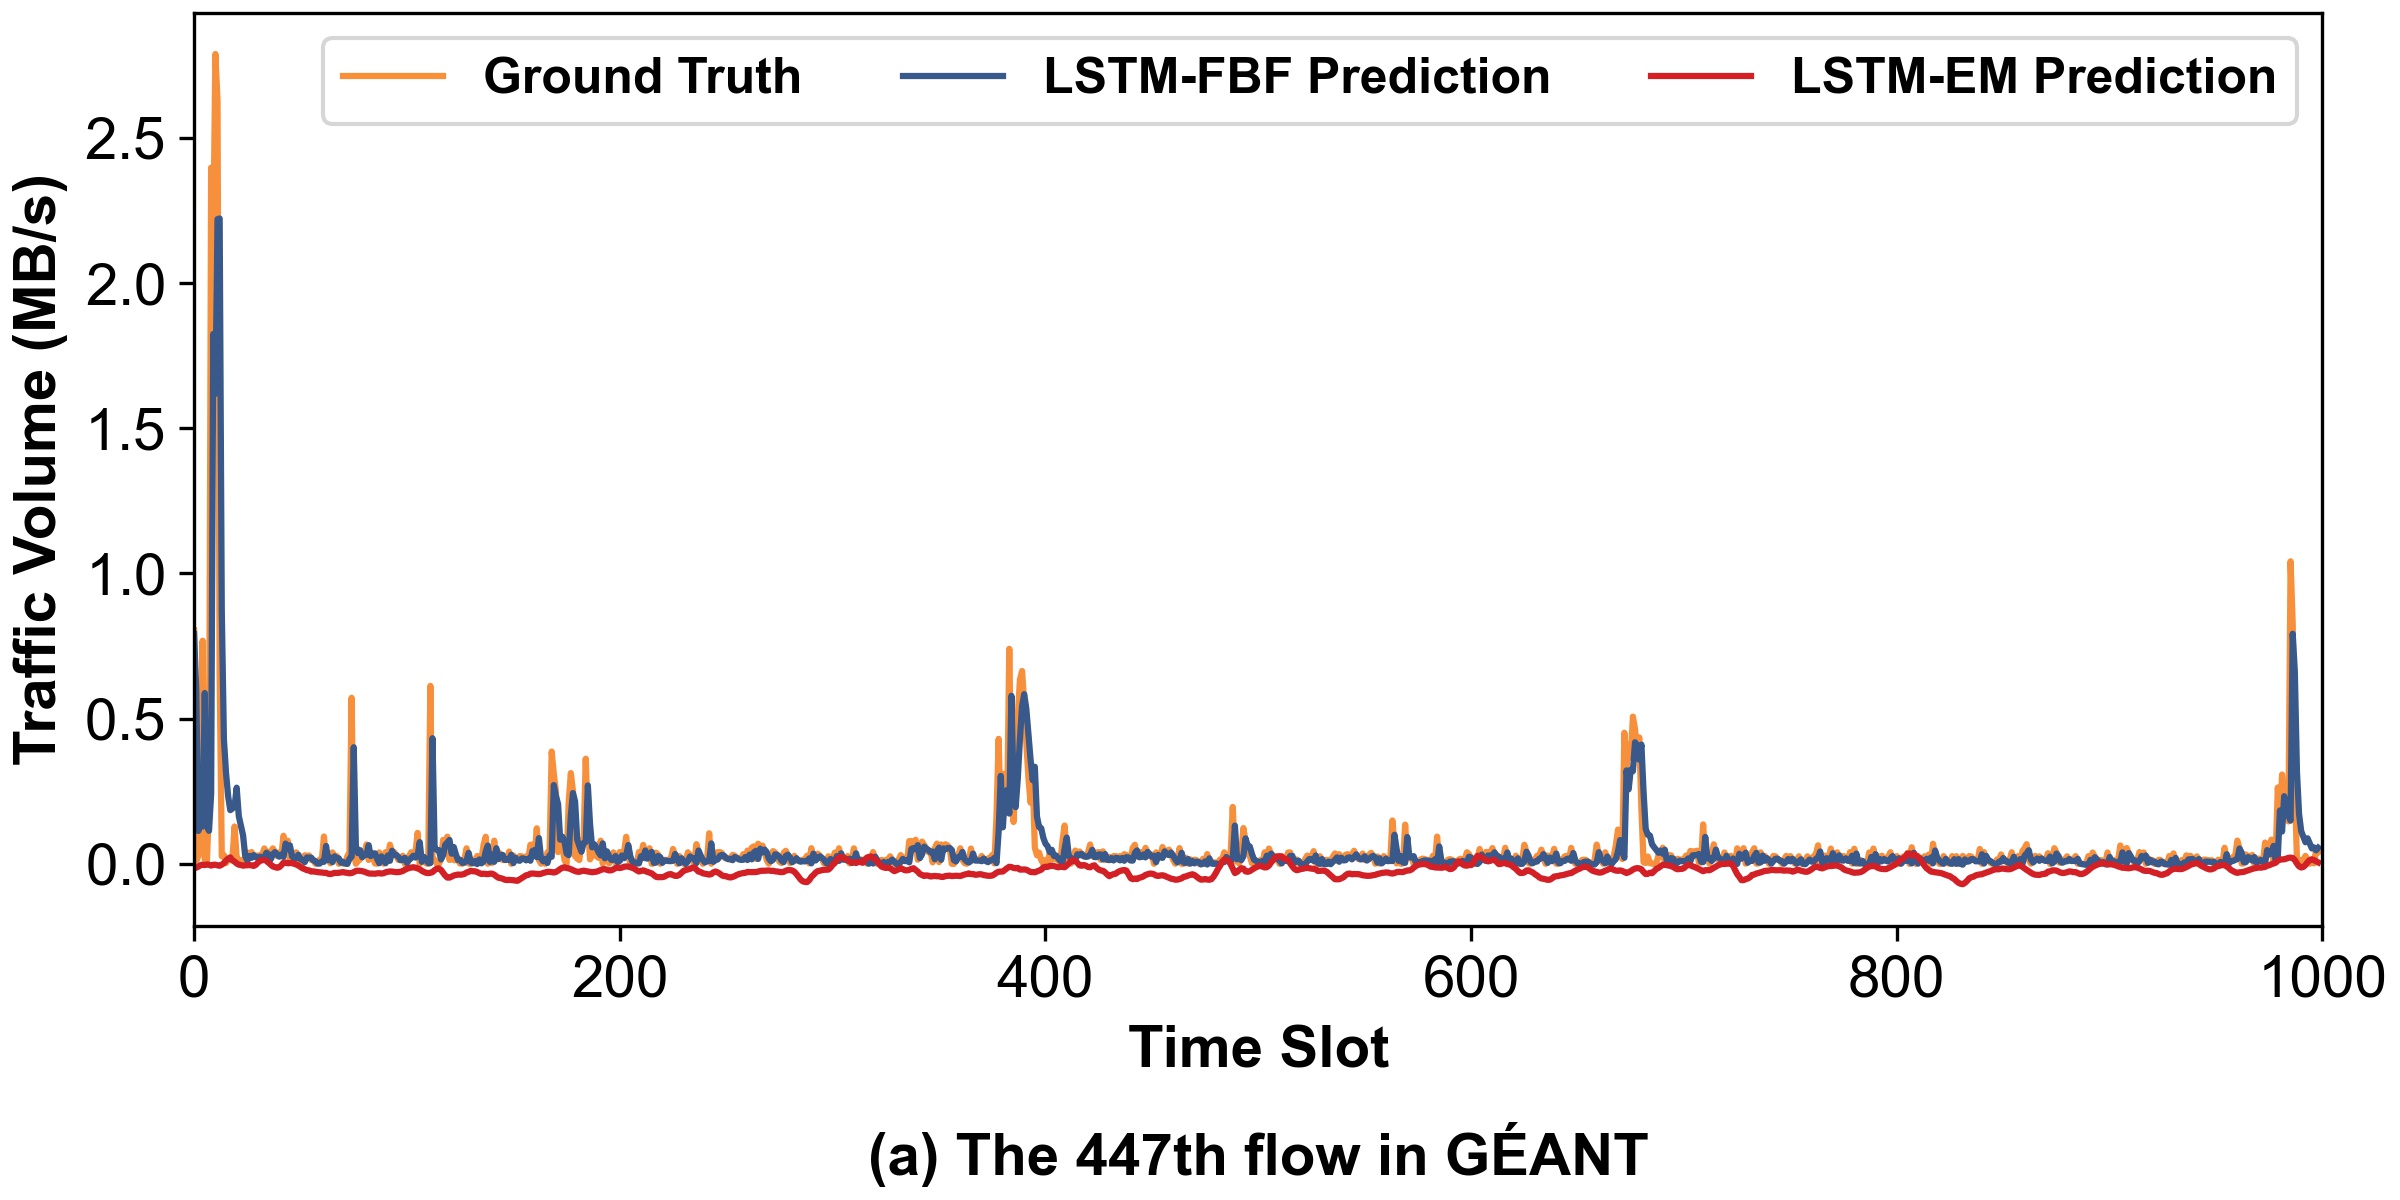 Ground Truth
LSTM-FBF Prediction
LSTM-EM Prediction
Traffic Volume (MB/s)
2.5
2.0
1.5
1.0
0.5
0.0
0
200
400
600
800
1000
Time Slot
(a) The 447th flow in GÉANT